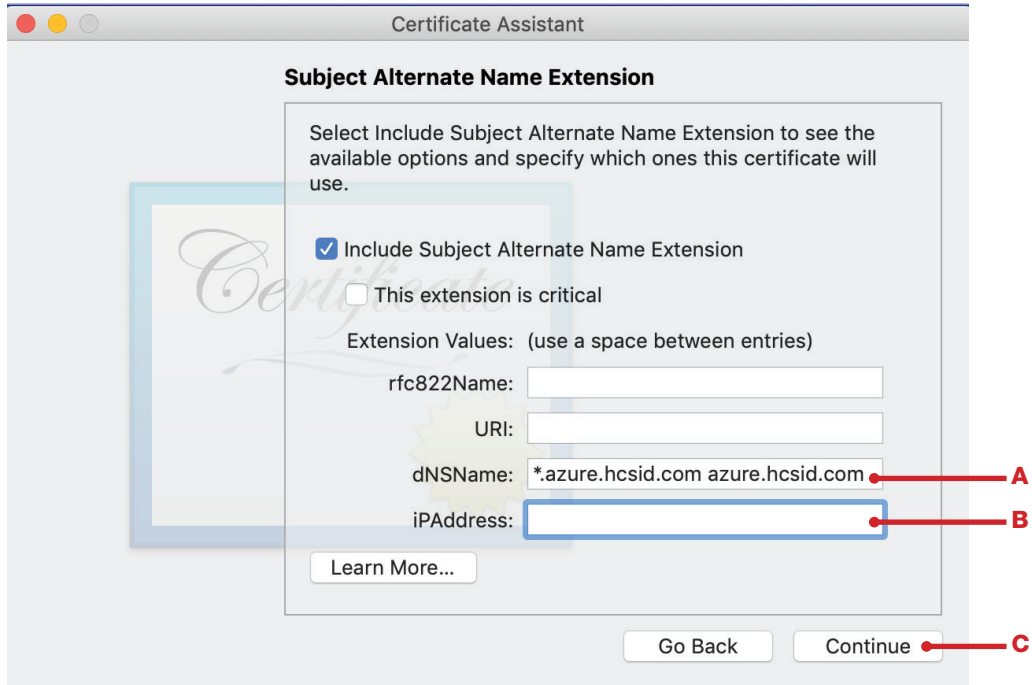 Certificate Assistant
Subject Alternate Name Extension
Select Include Subject Alternate Name Extension to see the
available options and specify which ones this certificate will
use.
Certificate
Include Subject Alternate Name Extension
This extension is critical
Extension Values: (use a space between entries)
rfc822Name:
URI:
dNSName: *.azure.hcsid.com azure.hcsid.com A
iPAddress: B
Learn More...
Go Back Continue C